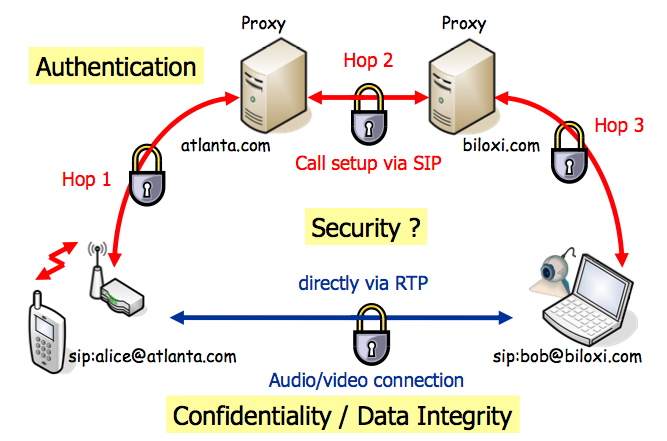 Proxy
Proxy
Authentication
Hop 2
atlanta.com
biloxi.com
Hop 3
Call setup via SIP
Hop 1
Security ?
directly via RTP
sip:alice@atlanta.com
sip:bob@biloxi.com
Audio/video connection
Confidentiality / Data Integrity